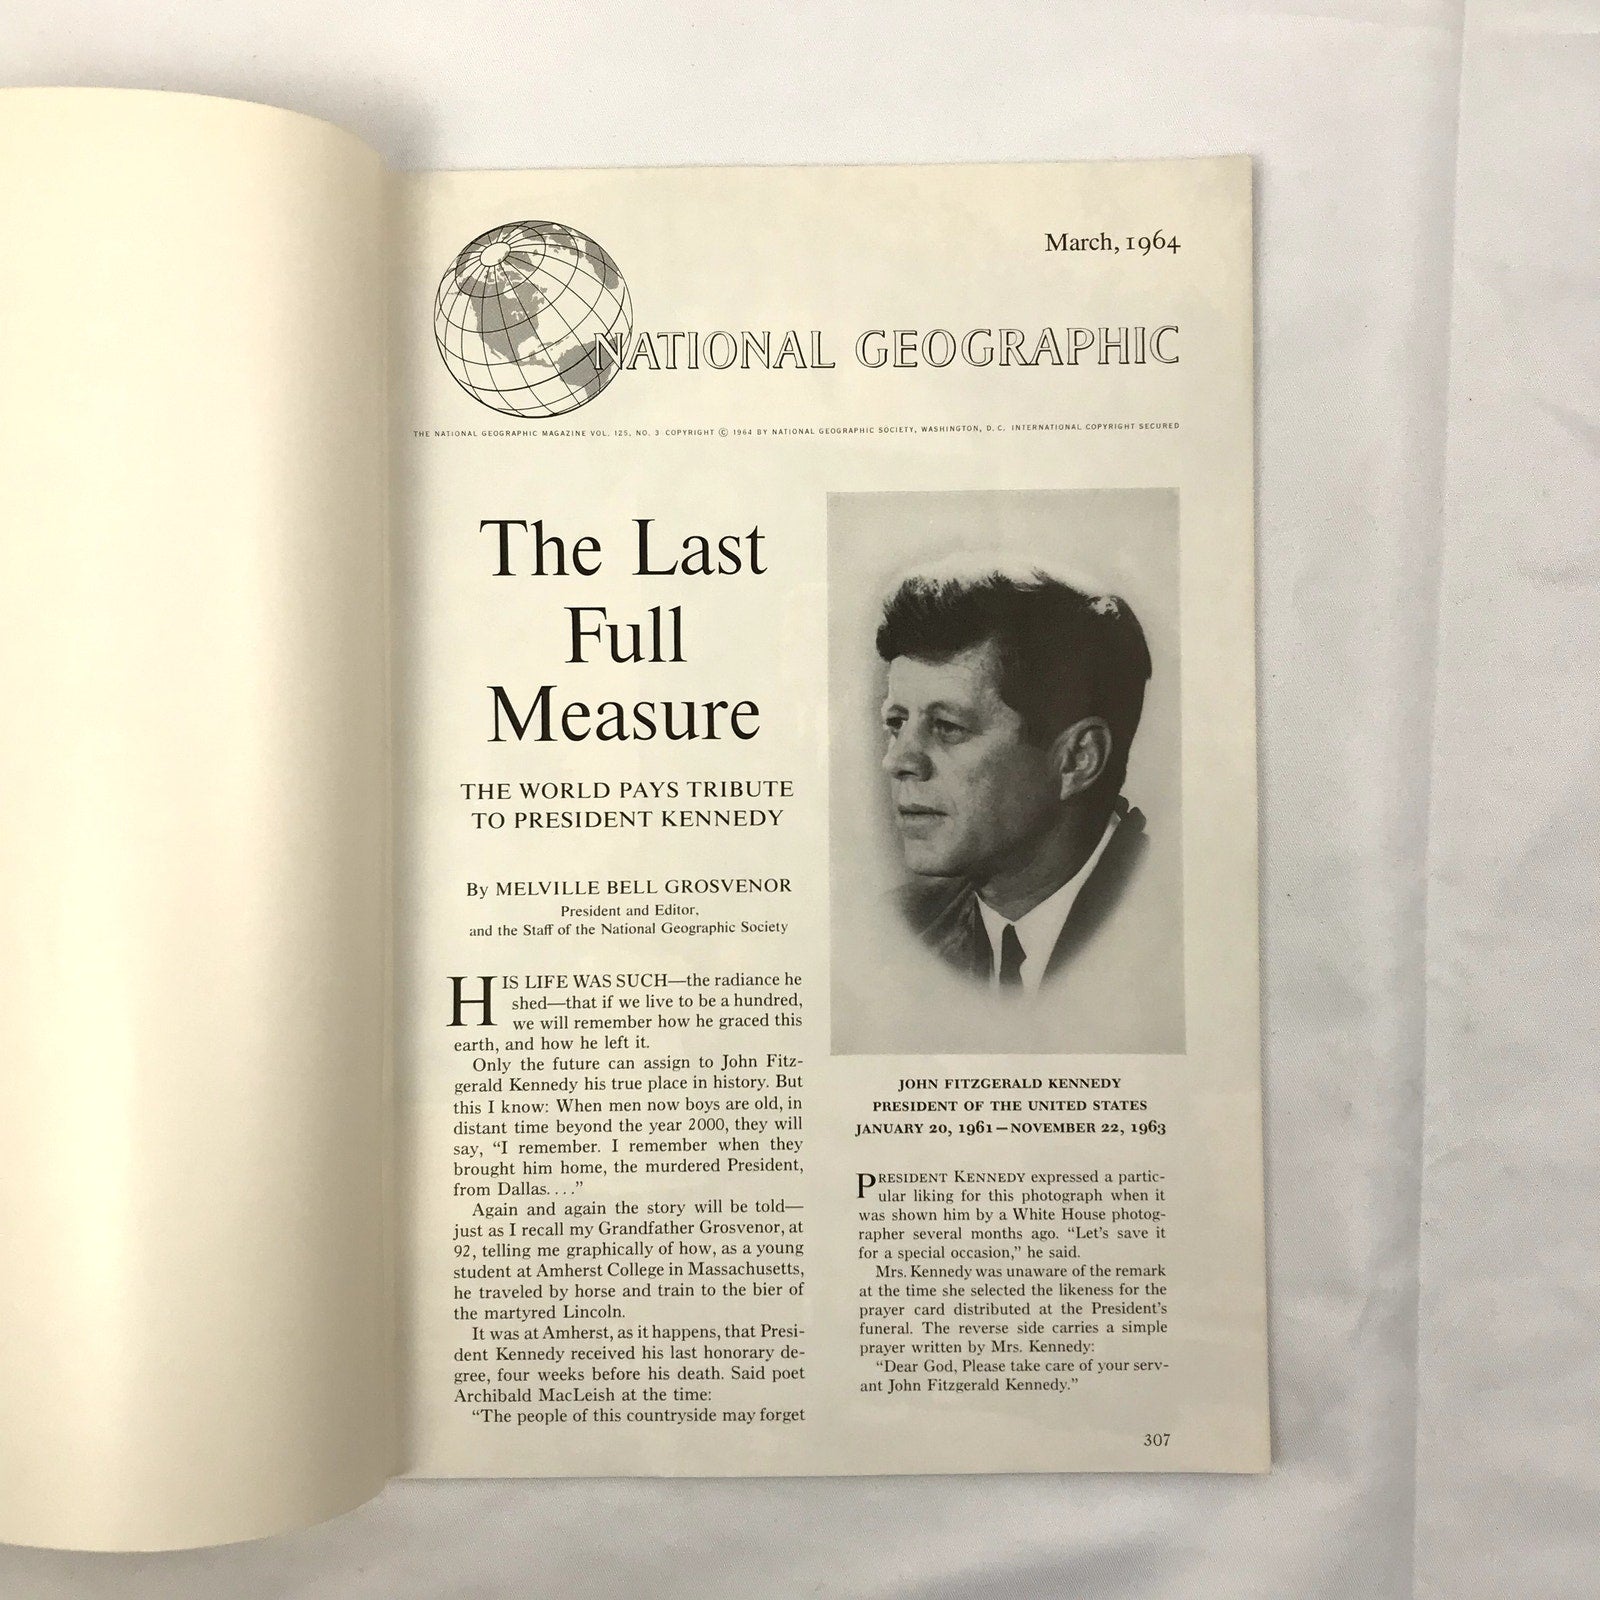 March, 1964
NATIONAL GEOGRAPHIC
THE NATIONAL GEOGRAPHIC MAGAZINE VOL. 125, NO. 3 COPYRIGHT © 1964 BY NATIONAL GEOGRAPHIC SOCIETY, WASHINGTON, D. C. INTERNATIONAL COPYRIGHT SECURED
The Last
Full
Measure
THE WORLD PAYS TRIBUTE
TO PRESIDENT KENNEDY
By MELVILLE BELL GROSVENOR
President and Editor,
and the Staff of the National Geographic Society
HIS LIFE WAS SUCH—the radiance he
shed—that if we live to be a hundred,
we will remember how he graced this
earth, and how he left it.
Only the future can assign to John Fitz-
gerald Kennedy his true place in history. But
this I know: When men now boys are old, in
distant time beyond the year 2000, they will
say, “I remember. I remember when they
brought him home, the murdered President,
from Dallas. . . .”
Again and again the story will be told—
just as I recall my Grandfather Grosvenor, at
92, telling me graphically of how, as a young
student at Amherst College in Massachusetts,
he traveled by horse and train to the bier of
the martyred Lincoln.
It was at Amherst, as it happens, that Presi-
dent Kennedy received his last honorary de-
gree, four weeks before his death. Said poet
Archibald MacLeish at the time:
“The people of this countryside may forget
JOHN FITZGERALD KENNEDY
PRESIDENT OF THE UNITED STATES
JANUARY 20, 1961—NOVEMBER 22, 1963
PRESIDENT KENNEDY expressed a partic-
ular liking for this photograph when it
was shown him by a White House photog-
rapher several months ago. “Let’s save it
for a special occasion,” he said.
Mrs. Kennedy was unaware of the remark
at the time she selected the likeness for the
prayer card distributed at the President’s
funeral. The reverse side carries a simple
prayer written by Mrs. Kennedy:
“Dear God, Please take care of your serv-
ant John Fitzgerald Kennedy.”
307